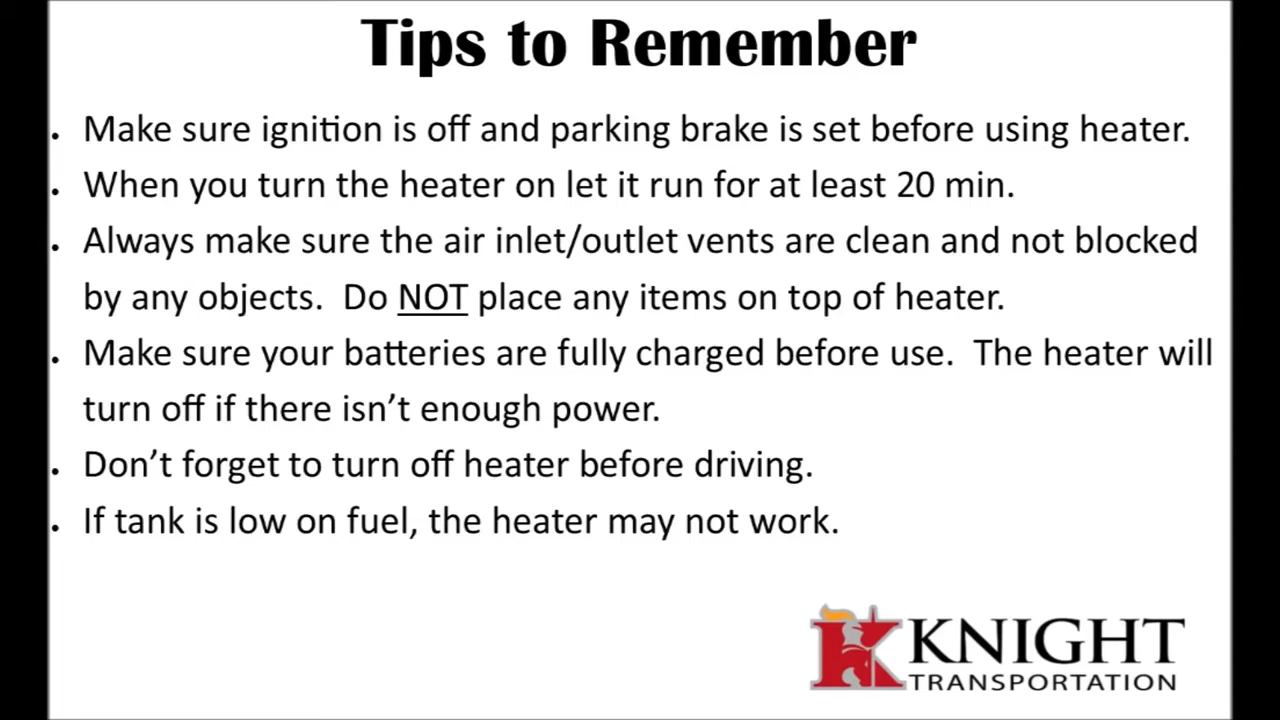 Tips to Remember
• Make sure ignition is off and parking brake is set before using heater.
• When you turn the heater on let it run for at least 20 min.
• Always make sure the air inlet/outlet vents are clean and not blocked
by any objects.  Do NOT place any items on top of heater.
• Make sure your batteries are fully charged before use.  The heater will
turn off if there isn’t enough power.
• Don’t forget to turn off heater before driving.
• If tank is low on fuel, the heater may not work.
KNIGHT
TRANSPORTATION